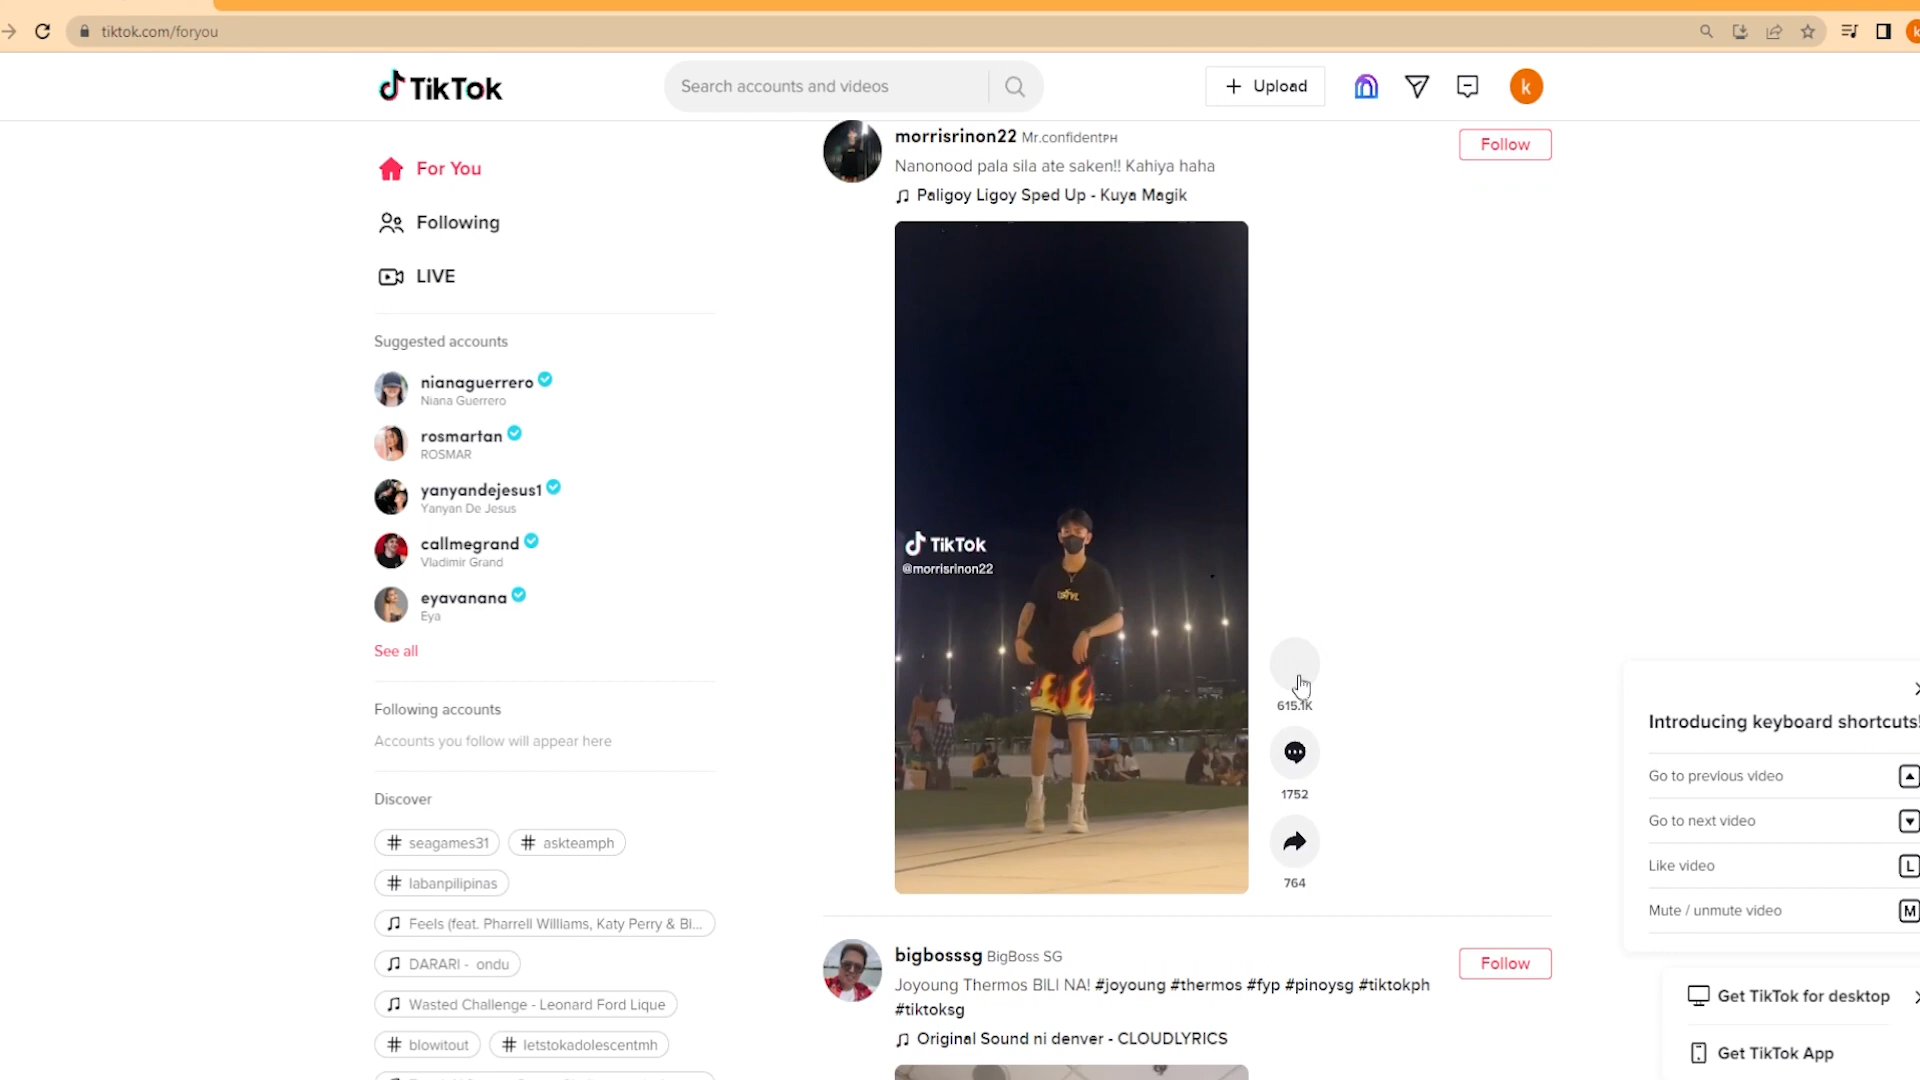 tiktok.com/foryou
TikTok
Search accounts and videos
Upload
k
For You
Following
LIVE
Suggested accounts
nianaguerrero
Niana Guerrero
rosmartan
ROSMAR
yanyandejesus1
Yanyan De Jesus
callmegrand
Vladimir Grand
eyavanana
Eya
See all
Following accounts
Accounts you follow will appear here
Discover
# seagames31
# askteamph
# labanpilipinas
Feels (feat. Pharrell Williams, Katy Perry & Bi...
DARARI - ondu
Wasted Challenge - Leonard Ford Lique
# blowitout
# letstokadolescentmh
morrisrinon22 Mr.confidentPH
Follow
Nanonood pala sila ate saken!! Kahiya haha
Paligoy Ligoy Sped Up - Kuya Magik
TikTok
@morrisrinon22
615.1K
1752
764
bigbosssg BigBoss SG
Follow
Joyoung Thermos BILI NA! #joyoung #thermos #fyp #pinoysg #tiktokph
#tiktoksg
Original Sound ni denver - CLOUDLYRICS
Introducing keyboard shortcuts!
Go to previous video
Go to next video
Like video L
Mute / unmute video M
Get TikTok for desktop
Get TikTok App